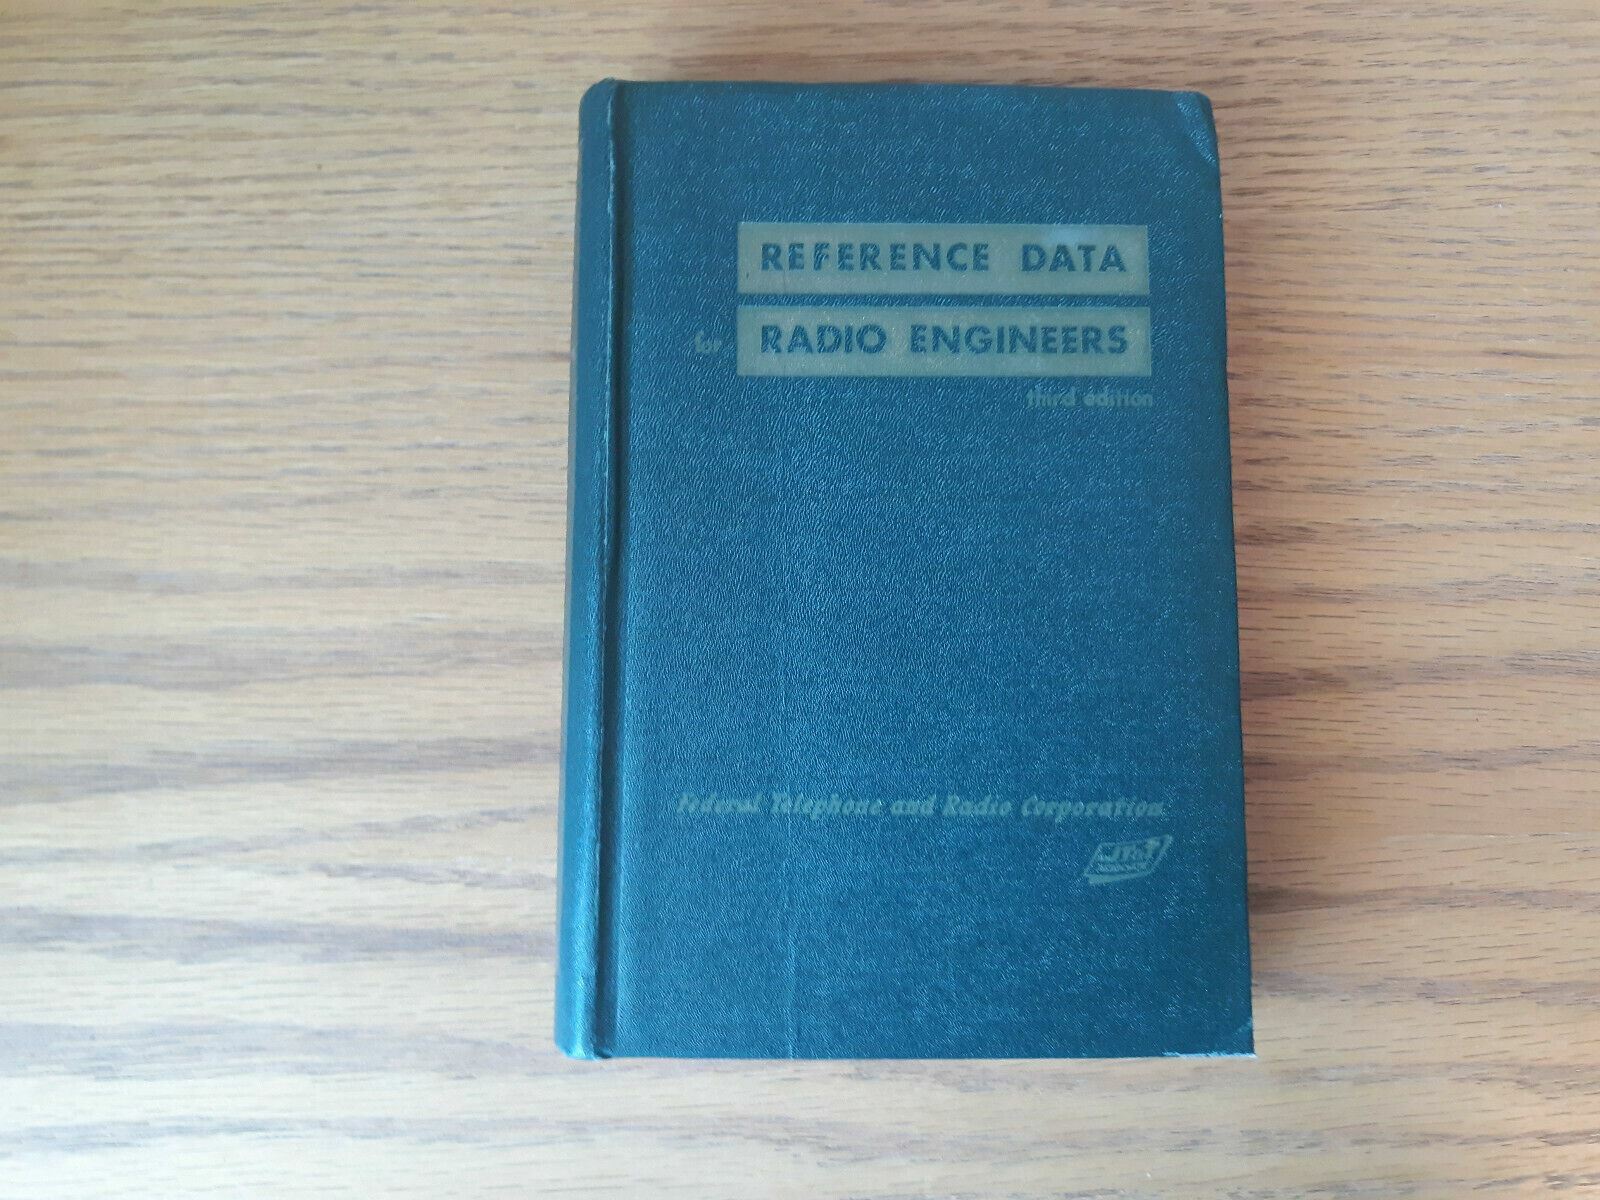 REFERENCE DATA
for RADIO ENGINEERS
third edition
Federal Telephone and Radio Corporation